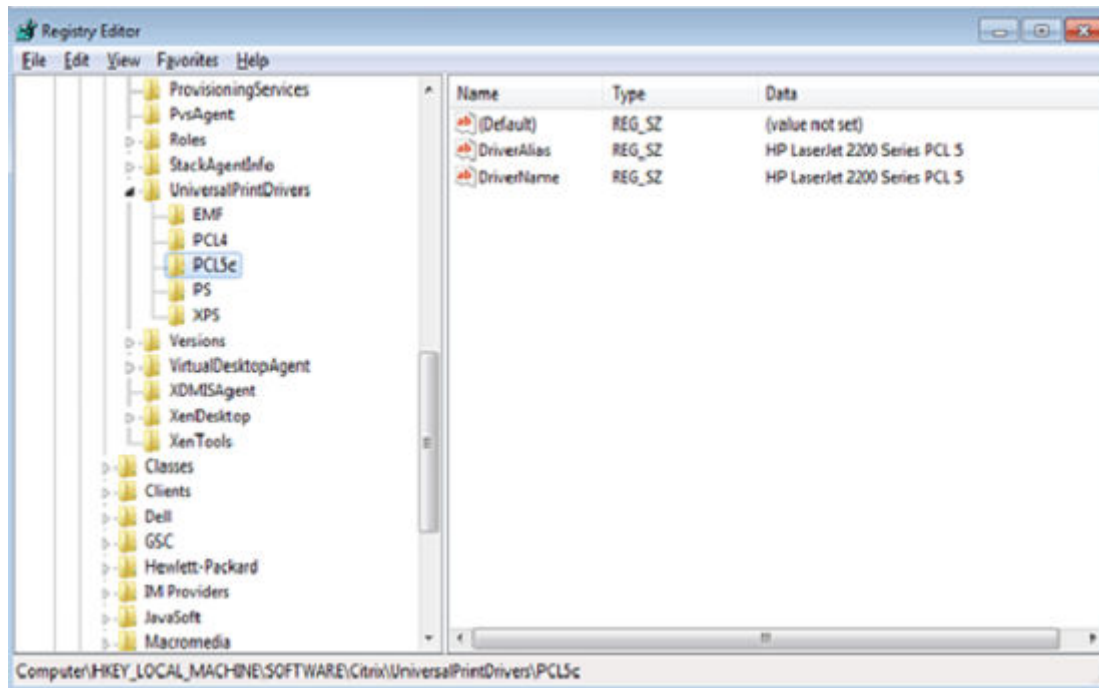 Registry Editor
File Edit View Favorites Help
ProvisioningServices
PvsAgent
Roles
StackAgentInfo
UniversalPrintDrivers
EMF
PCL4
PCL5c
PS
XPS
Versions
VirtualDesktopAgent
XDMISAgent
XenDesktop
XenTools
Classes
Clients
Dell
GSC
Hewlett-Packard
IM Providers
JavaSoft
Macromedia
Name Type Data
ab (Default) REG_SZ (value not set)
ab DriverAlias REG_SZ HP LaserJet 2200 Series PCL 5
ab DriverName REG_SZ HP LaserJet 2200 Series PCL 5
Computer\HKEY_LOCAL_MACHINE\SOFTWARE\Citrix\UniversalPrintDrivers\PCL5c